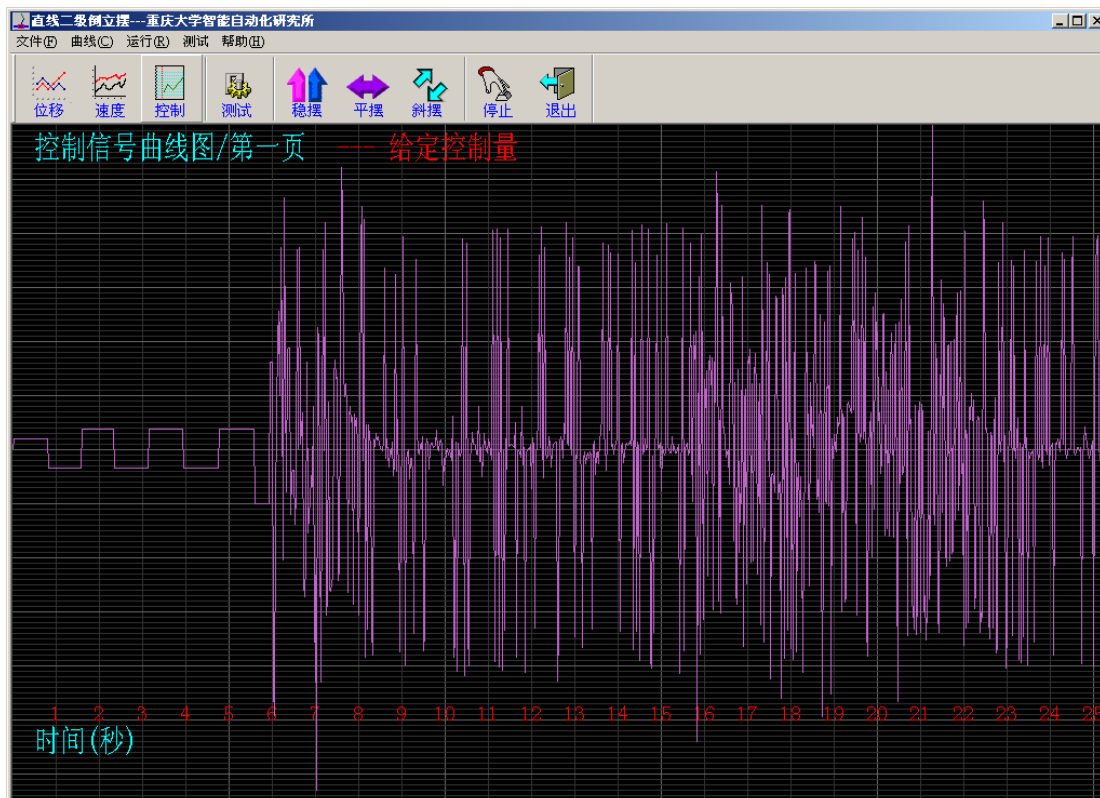 直线二级倒立摆---重庆大学智能自动化研究所
文件(F) 曲线(C) 运行(R) 测试 帮助(H)
位移 速度 控制 测试 稳摆 平摆 斜摆 停止 退出
控制信号曲线图/第一页 --- 给定控制量
1 2 3 4 5 6 7 8 9 10 11 12 13 14 15 16 17 18 19 20 21 22 23 24 25
时间(秒)